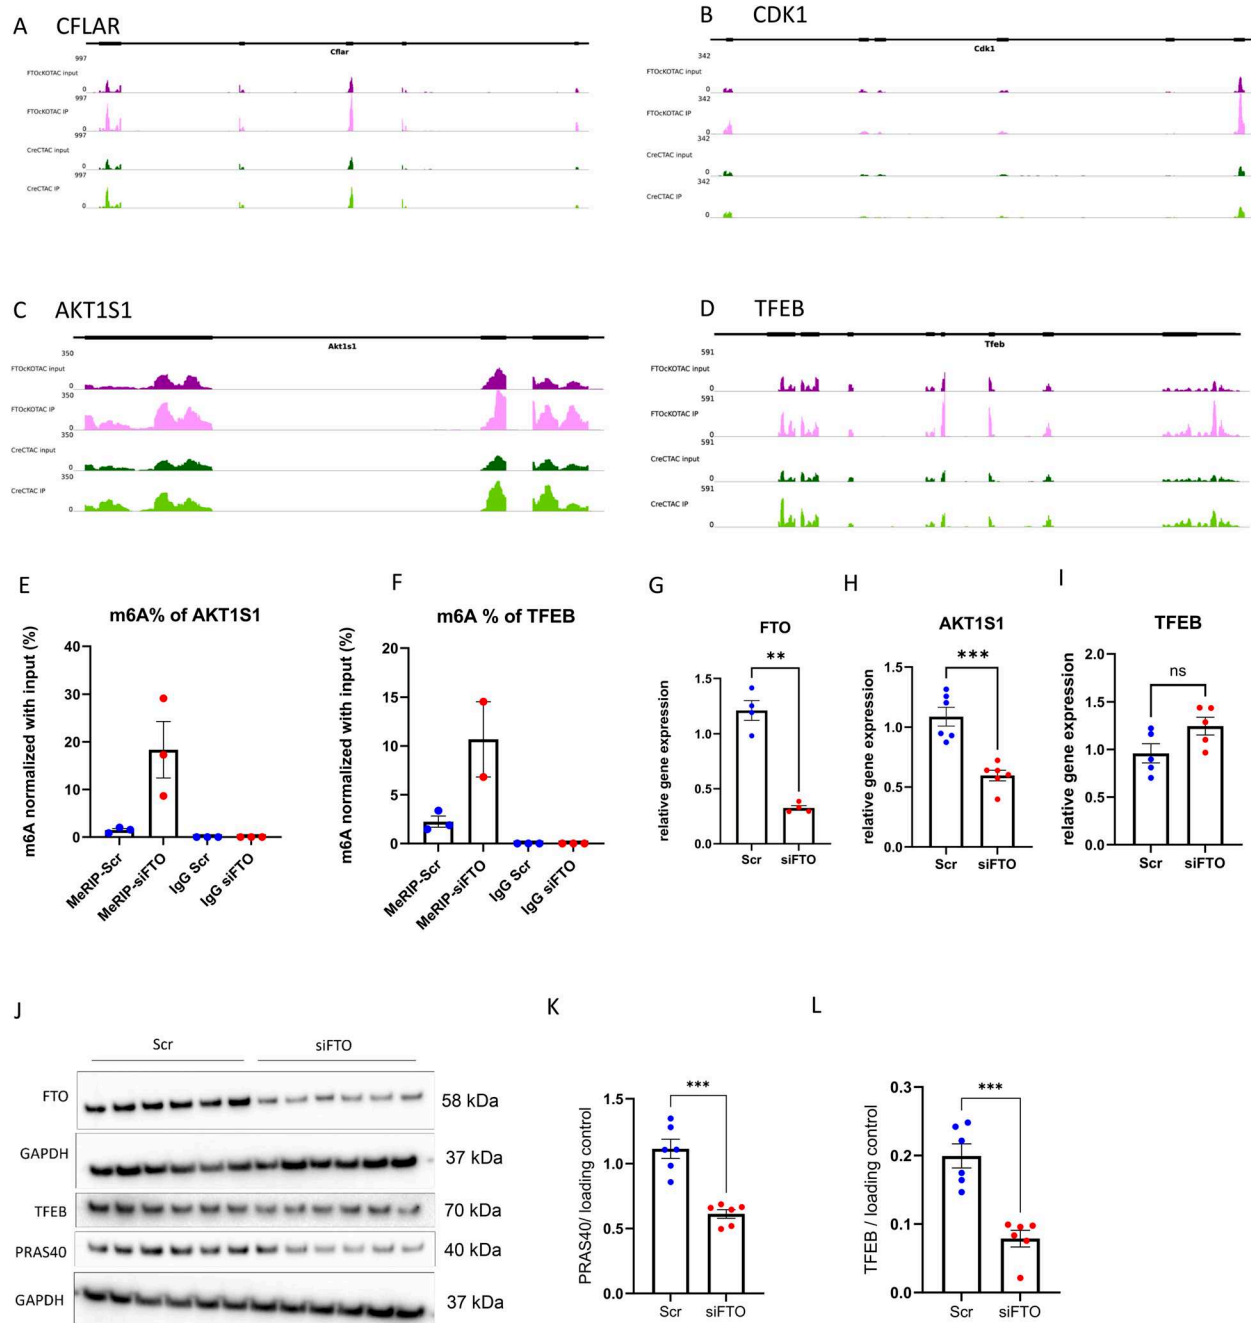 A CFLAR
Cflar
997
FTOcKOTAC input
0
997
FTOcKOTAC IP
0
997
CreCTAC input
0
997
CreCTAC IP
0
B CDK1
Cdk1
342
FTOcKOTAC input
0
342
FTOcKOTAC IP
0
342
CreCTAC input
0
342
CreCTAC IP
0
C AKT1S1
Akt1s1
350
FTOcKOTAC input
0
350
FTOcKOTAC IP
0
350
CreCTAC input
0
350
CreCTAC IP
0
D TFEB
Tfeb
591
FTOcKOTAC input
0
591
FTOcKOTAC IP
0
591
CreCTAC input
0
591
CreCTAC IP
0
E
m6A% of AKT1S1
m6A normalized with input (%)
40
30
20
10
0
MeRIP-Scr
MeRIP-siFTO
IgG Scr
IgG siFTO
F
m6A % of TFEB
m6A normalized with input (%)
20
15
10
5
0
MeRIP-Scr
MeRIP-siFTO
IgG Scr
IgG siFTO
G
FTO
**
relative gene expression
1.5
1.0
0.5
0.0
Scr siFTO
H
AKT1S1
***
relative gene expression
1.5
1.0
0.5
0.0
Scr siFTO
I
TFEB
ns
relative gene expression
2.0
1.5
1.0
0.5
0.0
Scr siFTO
J
Scr siFTO
FTO 58 kDa
GAPDH 37 kDa
TFEB 70 kDa
PRAS40 40 kDa
GAPDH 37 kDa
K
***
PRAS40/ loading control
1.5
1.0
0.5
0.0
Scr siFTO
L
***
TFEB / loading control
0.3
0.2
0.1
0.0
Scr siFTO